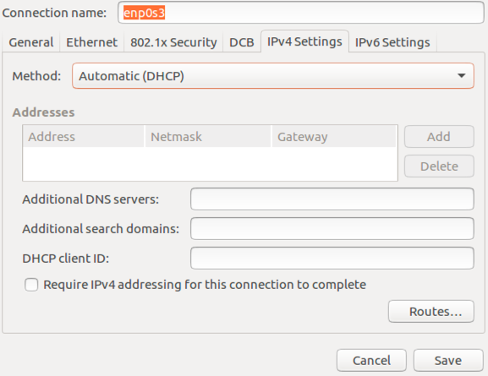 Connection name: enp0s3
General Ethernet 802.1x Security DCB IPv4 Settings IPv6 Settings
Method: Automatic (DHCP)
Addresses
Address Netmask Gateway Add
Delete
Additional DNS servers:
Additional search domains:
DHCP client ID:
Require IPv4 addressing for this connection to complete
Routes...
Cancel Save